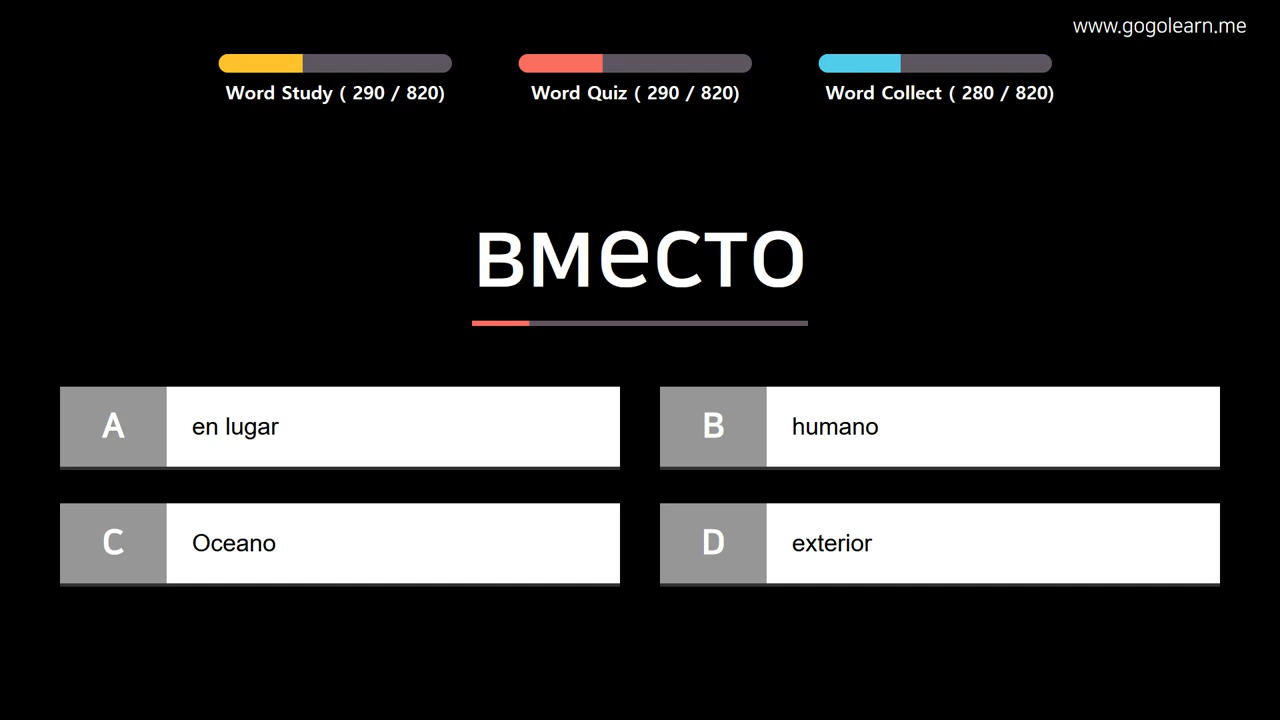 www.gogolearn.me
Word Study ( 290 / 820)
Word Quiz ( 290 / 820)
Word Collect ( 280 / 820)
вместо
A en lugar
B humano
C Oceano
D exterior